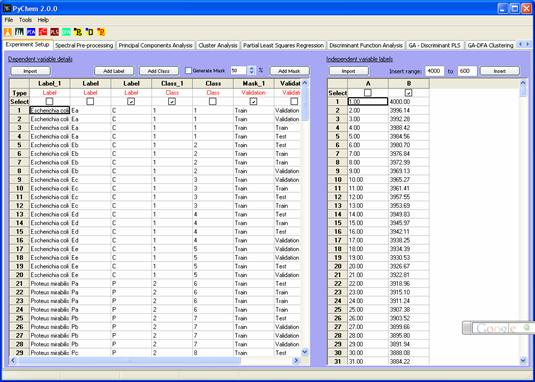 PyChem 2.0.0
File Tools Help
Experiment Setup Spectral Pre-processing Principal Components Analysis Cluster Analysis Partial Least Squares Regression Discriminant Function Analysis GA - Discriminant PLS GA-DFA Clustering
Dependent variable details
Import Add Label Add Class Generate Mask 50 % Add Mask
Label_1 Label Label Class_1 Class Mask_1 Validati
Type Label Label Label Class Class Validation Validation
Select
1 Escherichia coli Ea C 1 1 Train Train
2 Escherichia coli Ea C 1 1 Train Validation
3 Escherichia coli Ea C 1 1 Train Train
4 Escherichia coli Ea C 1 1 Train Train
5 Escherichia coli Ea C 1 1 Train Test
6 Escherichia coli Eb C 1 2 Train Train
7 Escherichia coli Eb C 1 2 Train Train
8 Escherichia coli Eb C 1 2 Train Test
9 Escherichia coli Eb C 1 2 Train Validation
10 Escherichia coli Ec C 1 3 Train Train
11 Escherichia coli Ec C 1 3 Train Train
12 Escherichia coli Ec C 1 3 Train Test
13 Escherichia coli Ed C 1 4 Train Train
14 Escherichia coli Ed C 1 4 Train Train
15 Escherichia coli Ed C 1 4 Train Test
16 Escherichia coli Ed C 1 4 Train Test
17 Escherichia coli Ed C 1 4 Train Validation
18 Escherichia coli Ee C 1 5 Train Validation
19 Escherichia coli Ee C 1 5 Train Train
20 Escherichia coli Ee C 1 5 Train Test
21 Escherichia coli Ee C 1 5 Train Validation
22 Proteus mirabilis Pa P 2 6 Train Test
23 Proteus mirabilis Pa P 2 6 Train Train
24 Proteus mirabilis Pa P 2 6 Train Train
25 Proteus mirabilis Pb P 2 7 Train Train
26 Proteus mirabilis Pb P 2 7 Train Test
27 Proteus mirabilis Pb P 2 7 Train Validation
28 Proteus mirabilis Pb P 2 7 Train Validation
29 Proteus mirabilis Pc P 2 8 Train Test
Independent variable labels
Import Insert range: 4000 to 600 Insert
A B
Select
1 1.00 4000.00
2 2.00 3996.14
3 3.00 3992.28
4 4.00 3988.42
5 5.00 3984.56
6 6.00 3980.70
7 7.00 3976.84
8 8.00 3972.99
9 9.00 3969.13
10 10.00 3965.27
11 11.00 3961.41
12 12.00 3957.55
13 13.00 3953.69
14 14.00 3949.83
15 15.00 3945.97
16 16.00 3942.11
17 17.00 3938.25
18 18.00 3934.39
19 19.00 3930.53
20 20.00 3926.67
21 21.00 3922.81
22 22.00 3918.96
23 23.00 3915.10
24 24.00 3911.24
25 25.00 3907.38
26 26.00 3903.52
27 27.00 3899.66
28 28.00 3895.80
29 29.00 3891.94
30 30.00 3888.08
31 31.00 3884.22
Google